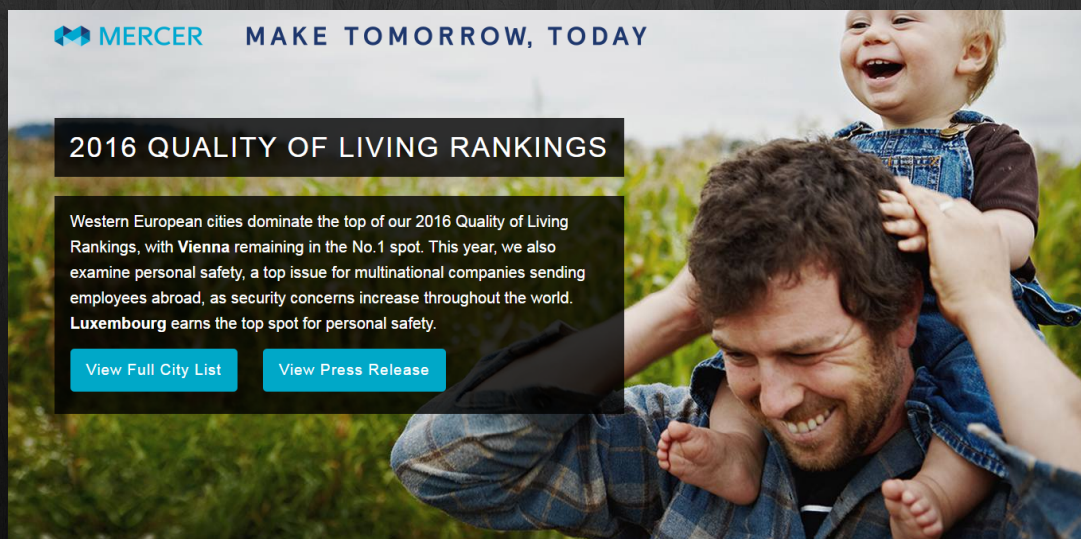 MERCER MAKE TOMORROW, TODAY
2016 QUALITY OF LIVING RANKINGS
Western European cities dominate the top of our 2016 Quality of Living
Rankings, with Vienna remaining in the No.1 spot. This year, we also
examine personal safety, a top issue for multinational companies sending
employees abroad, as security concerns increase throughout the world.
Luxembourg earns the top spot for personal safety.
View Full City List View Press Release